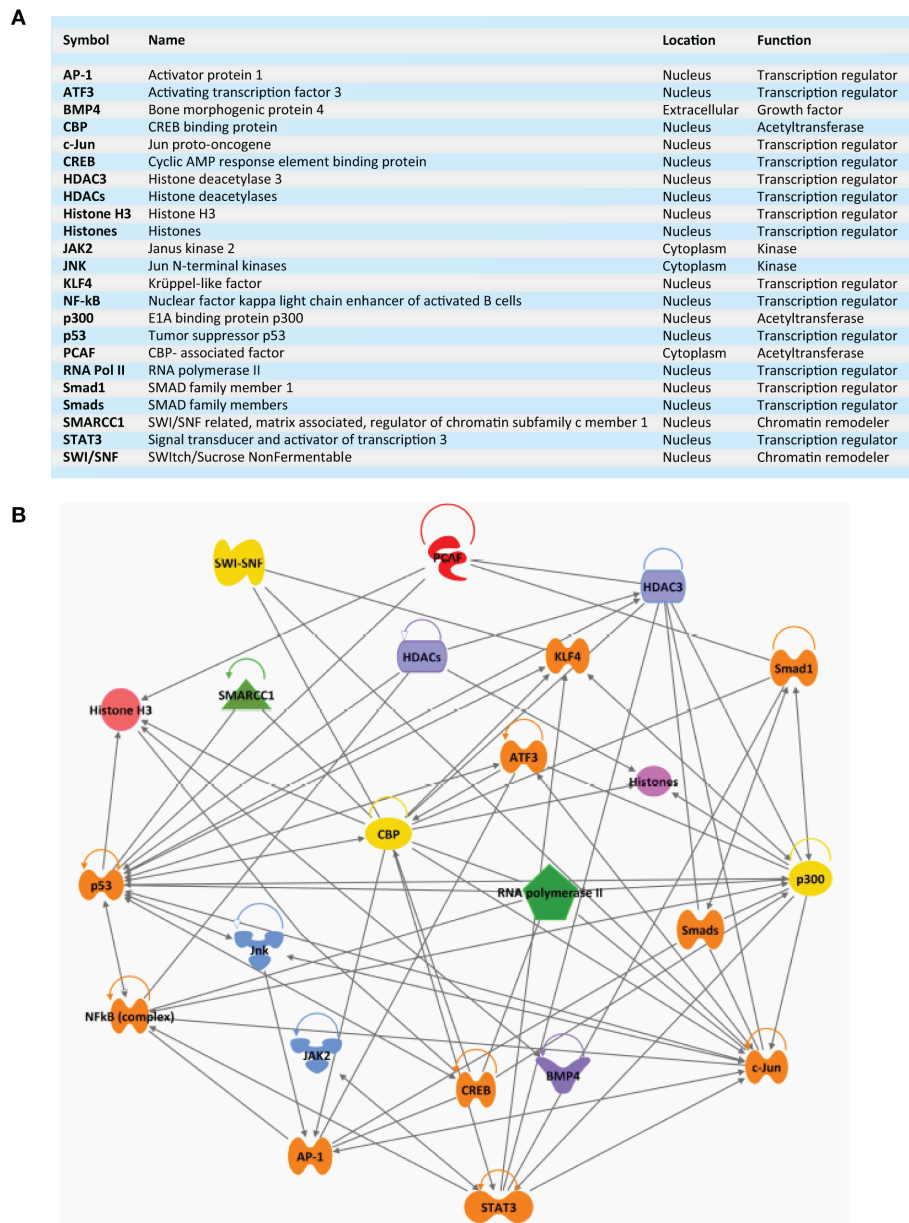 A
Symbol Name Location Function
AP-1 Activator protein 1 Nucleus Transcription regulator
ATF3 Activating transcription factor 3 Nucleus Transcription regulator
BMP4 Bone morphogenic protein 4 Extracellular Growth factor
CBP CREB binding protein Nucleus Acetyltransferase
c-Jun Jun proto-oncogene Nucleus Transcription regulator
CREB Cyclic AMP response element binding protein Nucleus Transcription regulator
HDAC3 Histone deacetylase 3 Nucleus Transcription regulator
HDACs Histone deacetylases Nucleus Transcription regulator
Histone H3 Histone H3 Nucleus Transcription regulator
Histones Histones Nucleus Transcription regulator
JAK2 Janus kinase 2 Cytoplasm Kinase
JNK Jun N-terminal kinases Cytoplasm Kinase
KLF4 Krüppel-like factor Nucleus Transcription regulator
NF-kB Nuclear factor kappa light chain enhancer of activated B cells Nucleus Transcription regulator
p300 E1A binding protein p300 Nucleus Acetyltransferase
p53 Tumor suppressor p53 Nucleus Transcription regulator
PCAF CBP- associated factor Cytoplasm Acetyltransferase
RNA Pol II RNA polymerase II Nucleus Transcription regulator
Smad1 SMAD family member 1 Nucleus Transcription regulator
Smads SMAD family members Nucleus Transcription regulator
SMARCC1 SWI/SNF related, matrix associated, regulator of chromatin subfamily c member 1 Nucleus Chromatin remodeler
STAT3 Signal transducer and activator of transcription 3 Nucleus Transcription regulator
SWI/SNF SWItch/Sucrose NonFermentable Nucleus Chromatin remodeler
B
SWI-SNF
PCAF
HDAC3
HDACs
KLF4
Smad1
SMARCC1
Histone H3
ATF3
Histones
CBP
p53
RNA polymerase II
p300
Smads
Jnk
NFkB (complex)
JAK2
CREB
BMP4
c-Jun
AP-1
STAT3